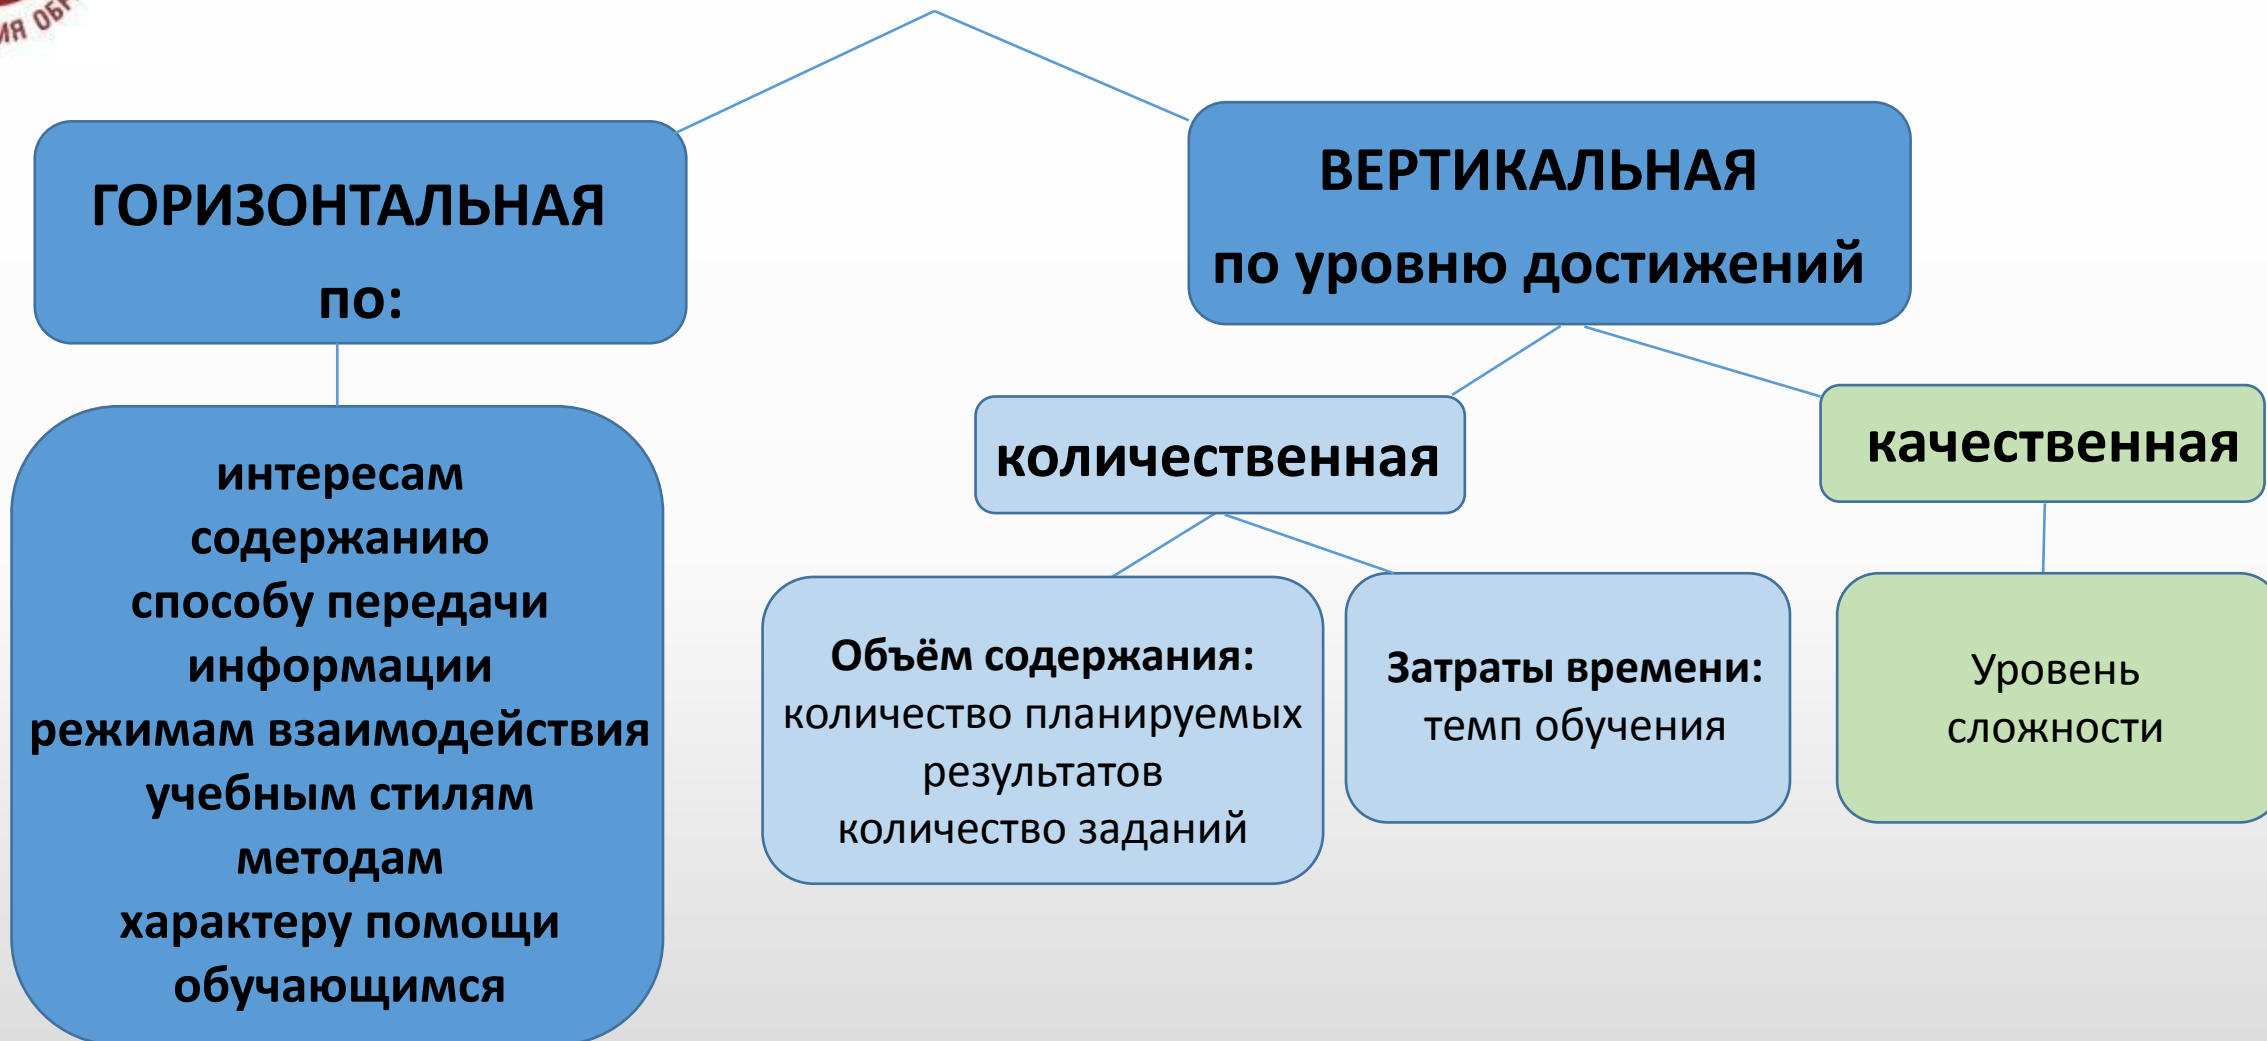 ГОРИЗОНТАЛЬНАЯ
по:
ВЕРТИКАЛЬНАЯ
по уровню достижений
интересам
содержанию
способу передачи
информации
режимам взаимодействия
учебным стилям
методам
характеру помощи
обучающимся
количественная
качественная
Объём содержания:
количество планируемых
результатов
количество заданий
Затраты времени:
темп обучения
Уровень
сложности